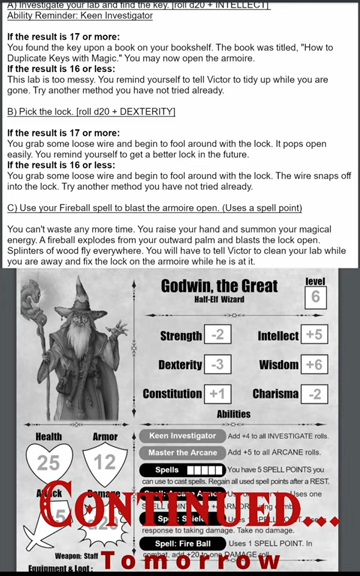 A) Investigate your lab and find the key. [roll d20 + INTELLECT]
Ability Reminder: Keen Investigator
If the result is 17 or more:
You found the key upon a book on your bookshelf. The book was titled, "How to
Duplicate Keys with Magic." You may now open the armoire.
If the result is 16 or less:
This lab is too messy. You remind yourself to tell Victor to tidy up while you are
gone. Try another method you have not tried already.
B) Pick the lock. [roll d20 + DEXTERITY]
If the result is 17 or more:
You grab some loose wire and begin to fool around with the lock. It pops open
easily. You remind yourself to get a better lock in the future.
If the result is 16 or less:
You grab some loose wire and begin to fool around with the lock. The wire snaps off
into the lock. Try another method you have not tried already.
C) Use your Fireball spell to blast the armoire open. (Uses a spell point)
You can't waste any more time. You raise your hand and summon your magical
energy. A fireball explodes from your outward palm and blasts the lock open.
Splinters of wood fly everywhere. You will have to tell Victor to clean your lab while
you are away and fix the lock on the armoire while he is at it.
Godwin, the Great
Half-Elf Wizard
level
6
Strength -2
Intellect +5
Dexterity -3
Wisdom +6
Constitution +1
Charisma -2
Abilities
Health
25
Armor
12
Keen Investigator Add +4 to all INVESTIGATE rolls.
Master the Arcane Add +5 to all ARCANE rolls.
Spells You have 5 SPELL POINTS you
can use to cast spells. Regain all used spell points after a REST.
CONTINUED...
response to taking damage. Take No damage.
Spell: Fire Ball Uses 1 SPELL POINT. In
combat, add +20 to one DAMAGE roll.
Tomorrow
Weapon: Staff
Equipment & Loot: